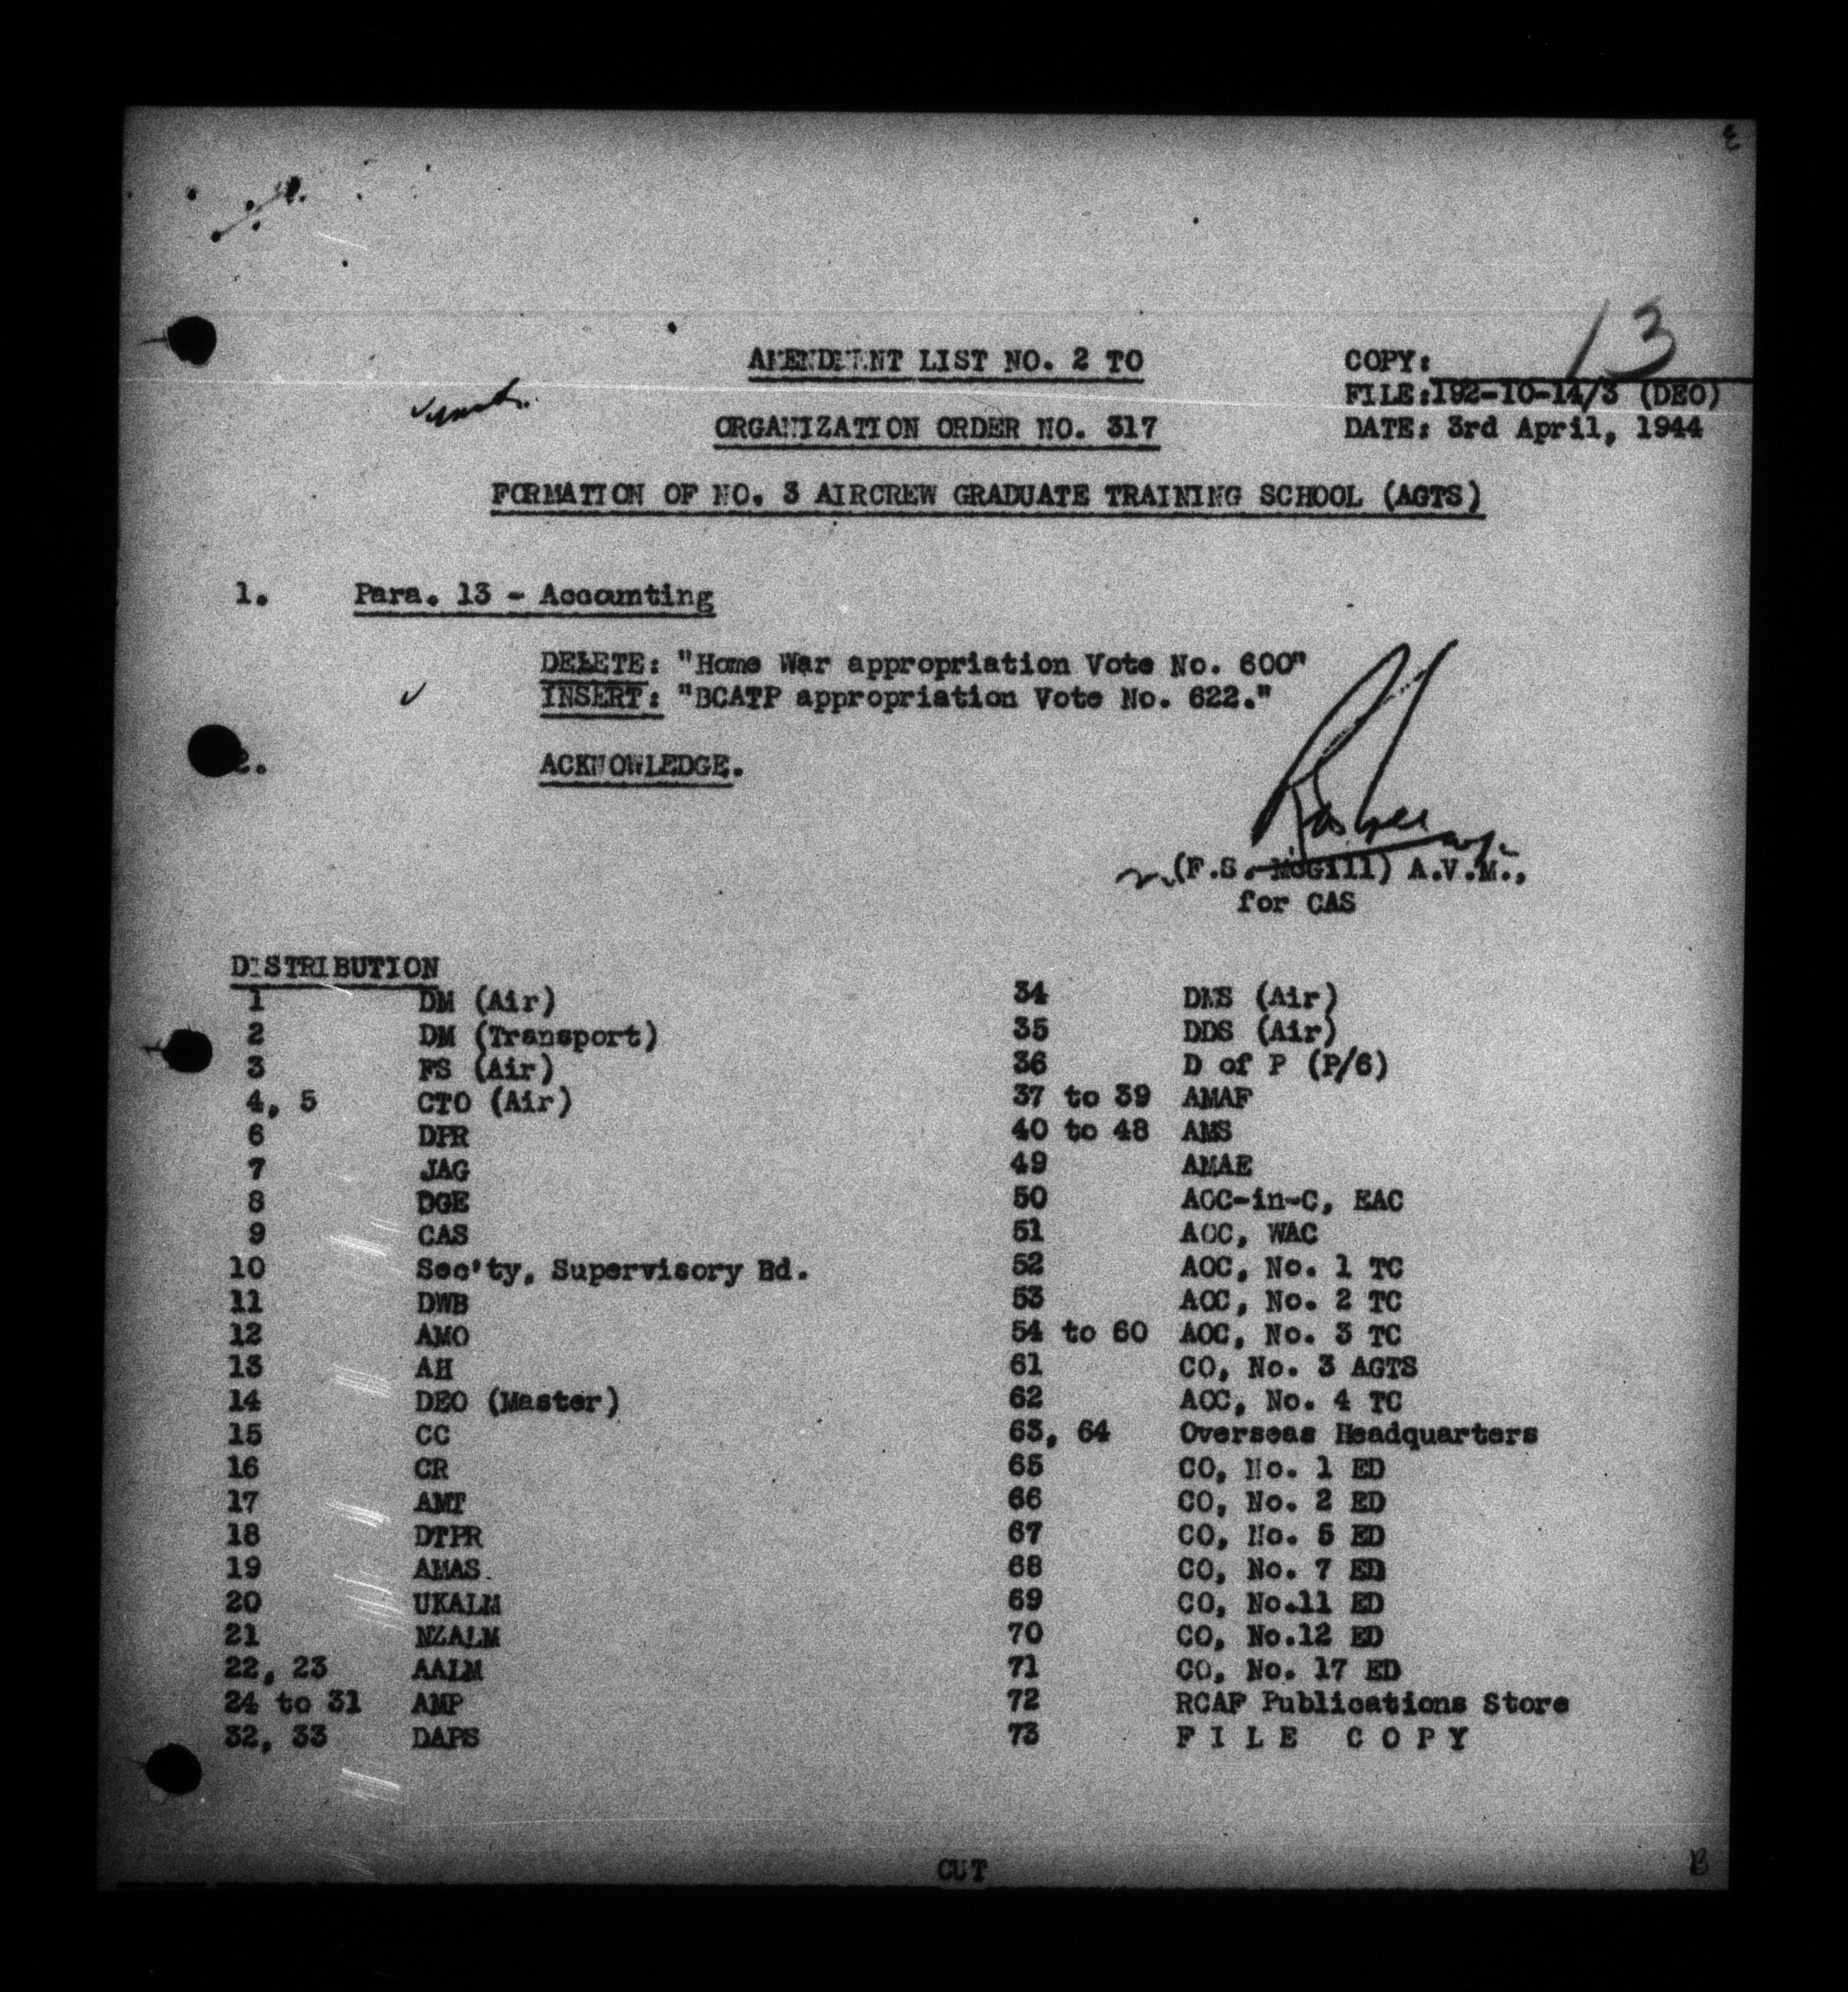 AMENDMENT LIST NO. 2 TO
ORGANIZATION ORDER NO. 317
COPY: 13
FILE:192-10-14/3 (DEO)
DATE: 3rd April, 1944
FORMATION OF NO. 3 AIRCREW GRADUATE TRAINING SCHOOL (AGTS)
1. Para. 13 - Accounting
DELETE: "Home War appropriation Vote No. 600"
INSERT: "BCATP appropriation Vote No. 622."
2. ACKNOWLEDGE.
(F.S. McGill) A.V.M.,
for CAS
DISTRIBUTION
1 DM (Air)
2 DM (Transport)
3 FS (Air)
4, 5 CTO (Air)
6 DPR
7 JAG
8 DGE
9 CAS
10 Sec'ty, Supervisory Bd.
11 DWB
12 AMO
13 AH
14 DEO (Master)
15 CC
16 CR
17 AMT
18 DTPR
19 AMAS.
20 UKALM
21 NZALM
22, 23 AALM
24 to 31 AMP
32, 33 DAPS
34 DMS (Air)
35 DDS (Air)
36 D of P (P/6)
37 to 39 AMAF
40 to 48 AMS
49 AMAE
50 AOC-in-C, EAC
51 AOC, WAC
52 AOC, No. 1 TC
53 AOC, No. 2 TC
54 to 60 AOC, No. 3 TC
61 CO, No. 3 AGTS
62 AOC, No. 4 TC
63, 64 Overseas Headquarters
65 CO, No. 1 ED
66 CO, No. 2 ED
67 CO, No. 5 ED
68 CO, No. 7 ED
69 CO, No.11 ED
70 CO, No.12 ED
71 CO, No. 17 ED
72 RCAF Publications Store
73 F I L E C O P Y
CUT
B